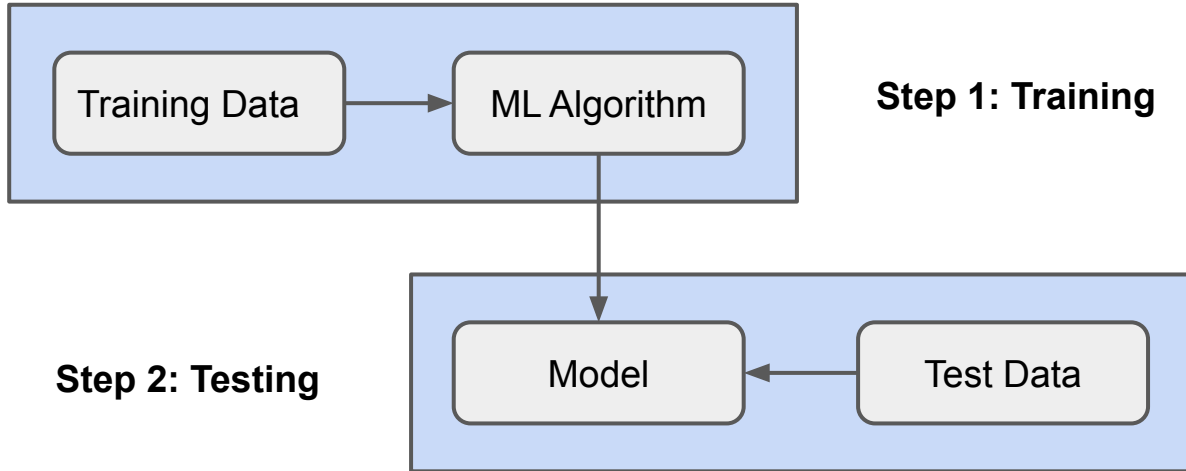 Training Data
ML Algorithm
Step 1: Training
Step 2: Testing
Model
Test Data